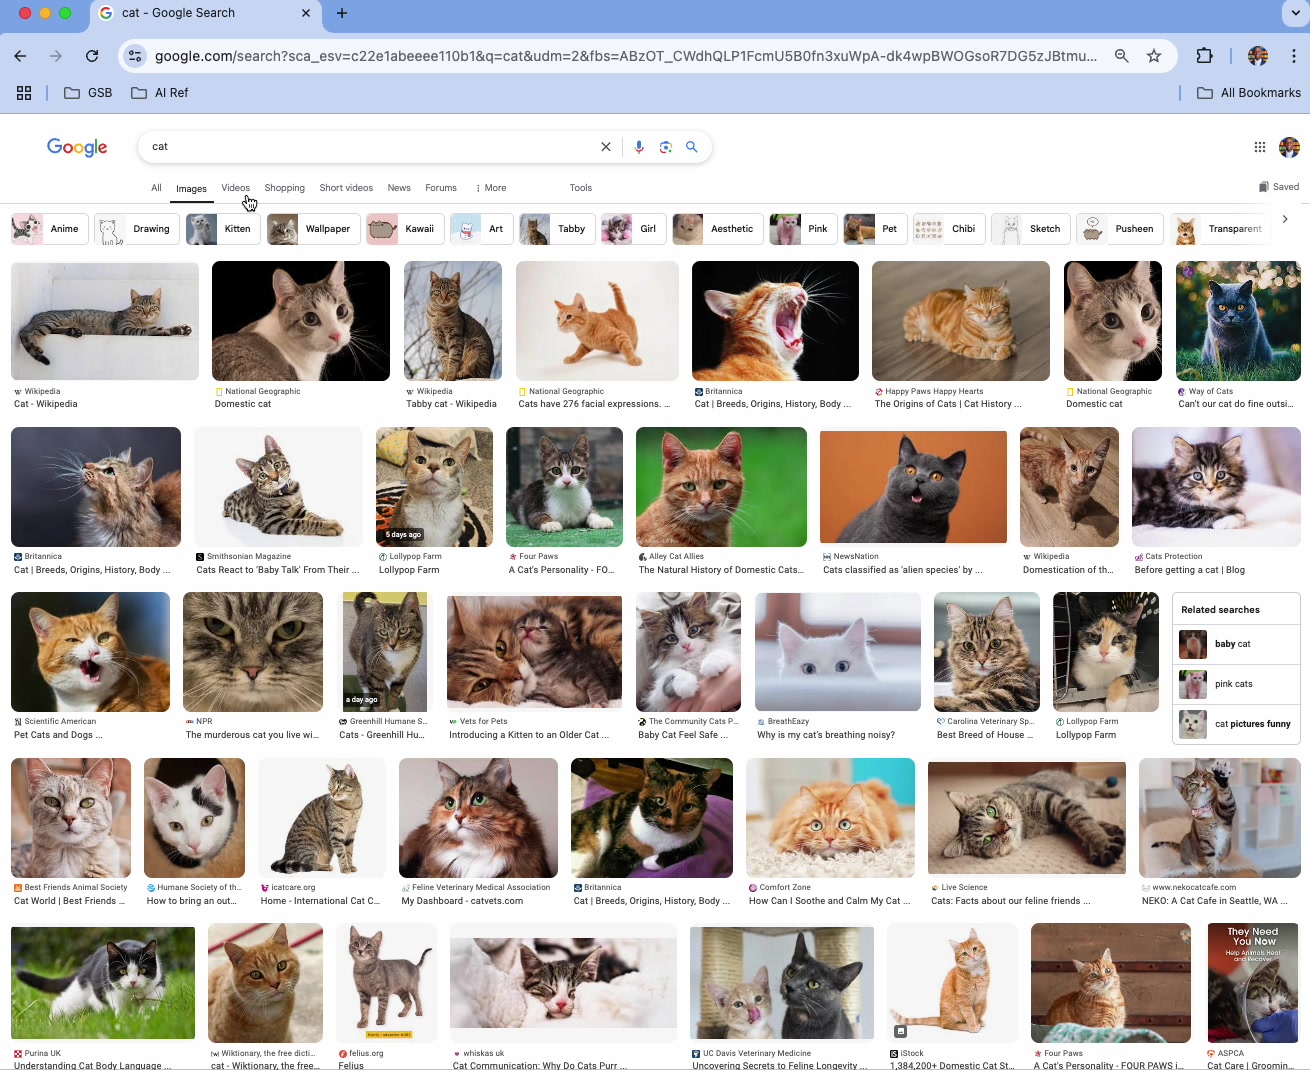 cat - Google Search
google.com/search?sca_esv=c22e1abeeee110b1&q=cat&udm=2&fbs=ABzOT_CWdhQLP1FcmU5B0fn3xuWpA-dk4wpBWOGsoR7DG5zJBtmu...
GSB
AI Ref
All Bookmarks
Google
cat
All Images Videos Shopping Short videos News Forums More Tools
Saved
Anime Drawing Kitten Wallpaper Kawaii Art Tabby Girl Aesthetic Pink Pet Chibi Sketch Pusheen Transparent
Wikipedia
Cat - Wikipedia
National Geographic
Domestic cat
Wikipedia
Tabby cat - Wikipedia
National Geographic
Cats have 276 facial expressions. ...
Britannica
Cat | Breeds, Origins, History, Body ...
Happy Paws Happy Hearts
The Origins of Cats | Cat History ...
National Geographic
Domestic cat
Way of Cats
Can't our cat do fine outsi...
Britannica
Cat | Breeds, Origins, History, Body ...
Smithsonian Magazine
Cats React to 'Baby Talk' From Their ...
5 days ago
Lollypop Farm
Lollypop Farm
Four Paws
A Cat's Personality - FO...
Alley Cat Allies
The Natural History of Domestic Cats...
NewsNation
Cats classified as 'alien species' by ...
Wikipedia
Domestication of th...
Cats Protection
Before getting a cat | Blog
Scientific American
Pet Cats and Dogs ...
NPR
The murderous cat you live wi...
a day ago
Greenhill Humane S...
Cats - Greenhill Hu...
Vets for Pets
Introducing a Kitten to an Older Cat ...
The Community Cats P...
Baby Cat Feel Safe ...
BreathEazy
Why is my cat's breathing noisy?
Carolina Veterinary Sp...
Best Breed of House ...
Lollypop Farm
Lollypop Farm
Related searches
baby cat
pink cats
cat pictures funny
Best Friends Animal Society
Cat World | Best Friends ...
Humane Society of th...
How to bring an out...
icatcare.org
Home - International Cat C...
Feline Veterinary Medical Association
My Dashboard - catvets.com
Britannica
Cat | Breeds, Origins, History, Body ...
Comfort Zone
How Can I Soothe and Calm My Cat ...
Live Science
Cats: Facts about our feline friends ...
www.nekocatcafe.com
NEKO: A Cat Cafe in Seattle, WA ...
They Need
You Now
Help Animals Heal
and Recover
Purina UK
Understanding Cat Body Language ...
Wiktionary, the free dicti...
cat - Wiktionary, the free...
felius.org
Felius
whiskas uk
Cat Communication: Why Do Cats Purr ...
UC Davis Veterinary Medicine
Uncovering Secrets to Feline Longevity ...
iStock
1,384,200+ Domestic Cat St...
Four Paws
A Cat's Personality - FOUR PAWS i...
ASPCA
Cat Care | Groomin...